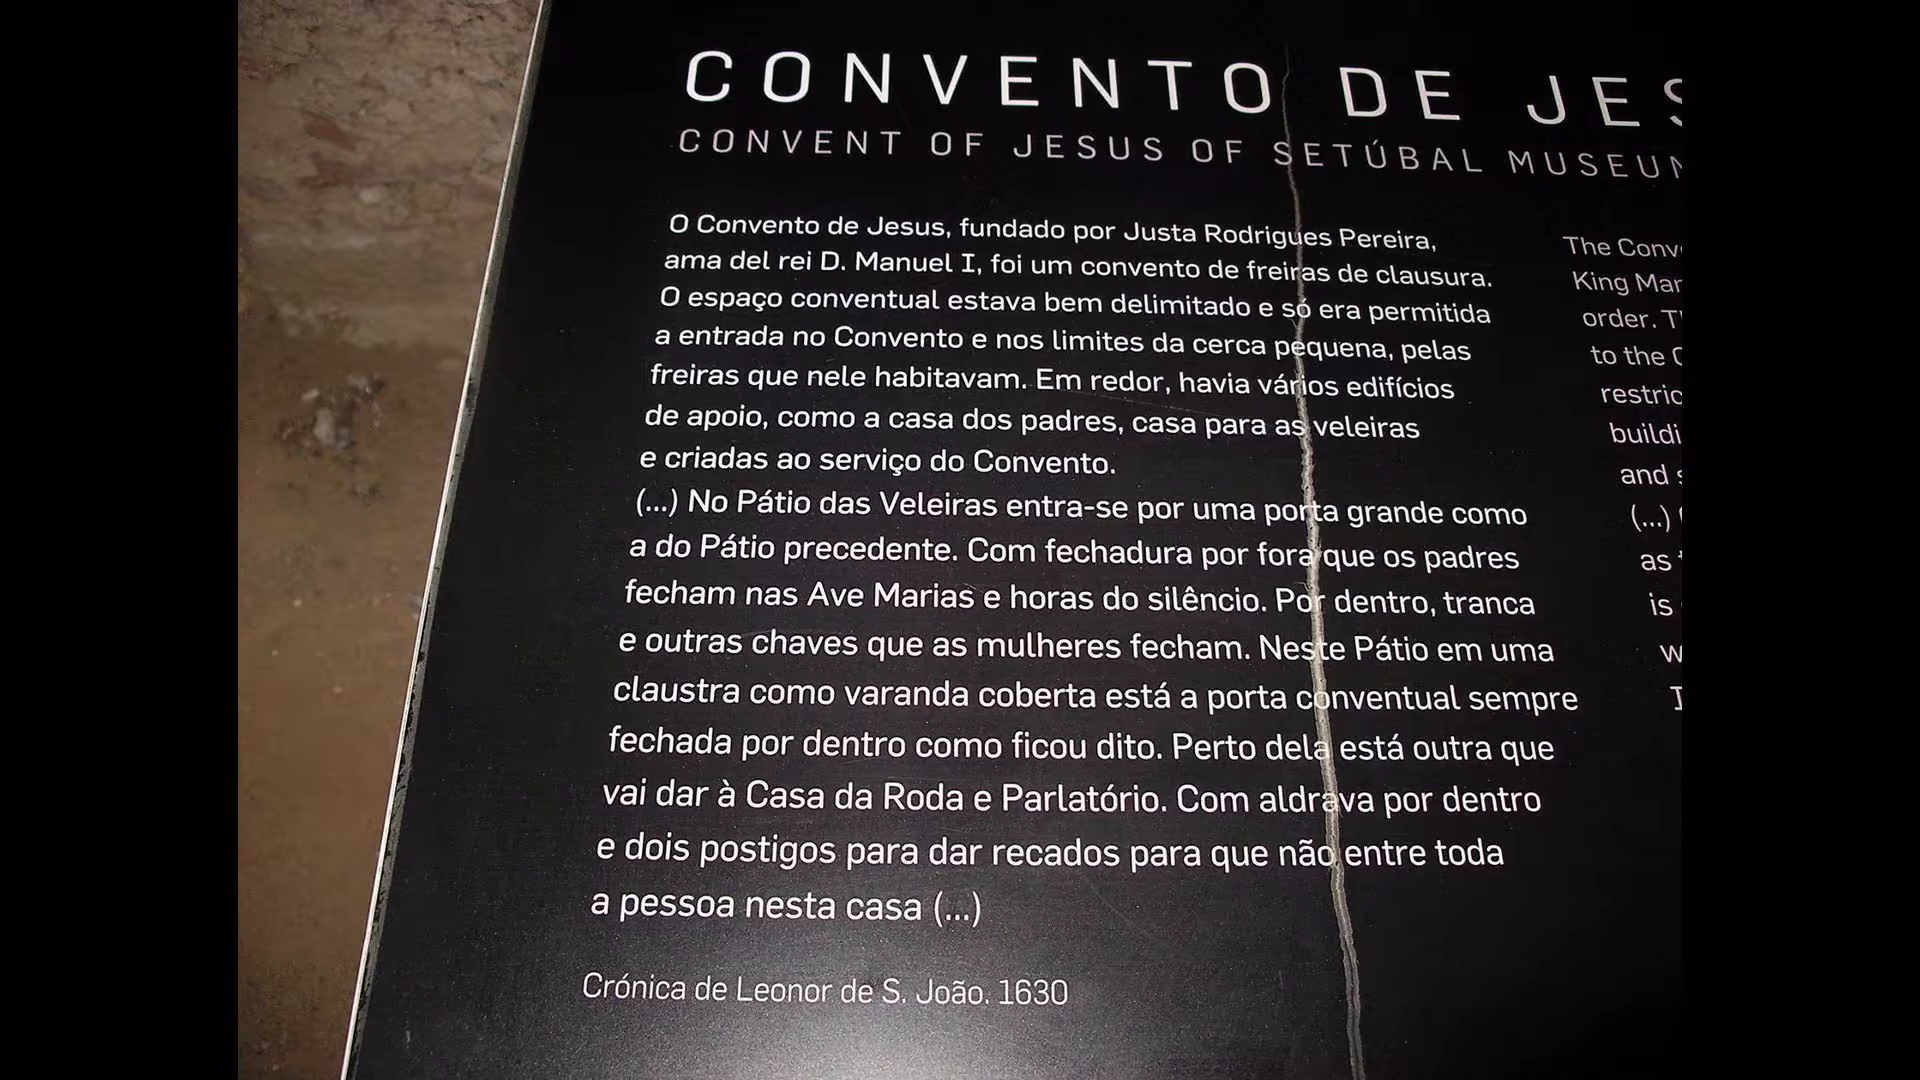 CONVENTO DE
CONVENT OF JESUS OF SETÚBAL
O Convento de Jesus, fundado por Justa Rodrigues Pereira,
ama del rei D. Manuel I, foi um convento de freiras de clausura.
O espaço conventual estava bem delimitado e só era permitida
a entrada no Convento e nos limites da cerca pequena, pelas
freiras que nele habitavam. Em redor, havia vários edifícios
de apoio, como a casa dos padres, casa para as veleiras
e criadas ao serviço do Convento.
(...) No Pátio das Veleiras entra-se por uma porta grande como
a do Pátio precedente. Com fechadura por fora que os padres
fecham nas Ave Marias e horas do silêncio. Por dentro, tranca
e outras chaves que as mulheres fecham. Neste Pátio em uma
claustra como varanda coberta está a porta conventual sempre
fechada por dentro como ficou dito. Perto dela está outra que
vai dar à Casa da Roda e Parlatório. Com aldrava por dentro
e dois postigos para dar recados para que não entre toda
a pessoa nesta casa (...)
Crónica de Leonor de S. João. 1630
The
King
order.
to the
and
(...)
as
is